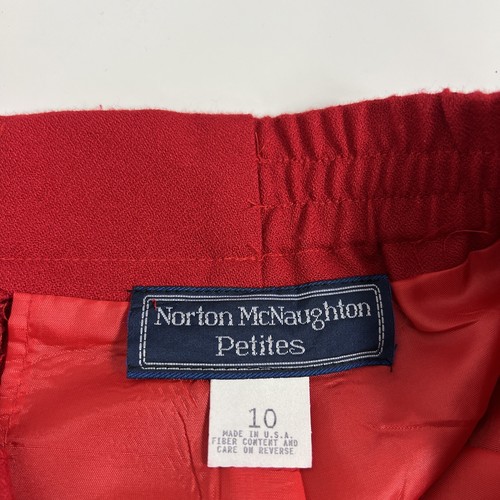 Norton McNaughton
Petites
10
MADE IN U.S.A.
FIBER CONTENT AND
CARE ON REVERSE